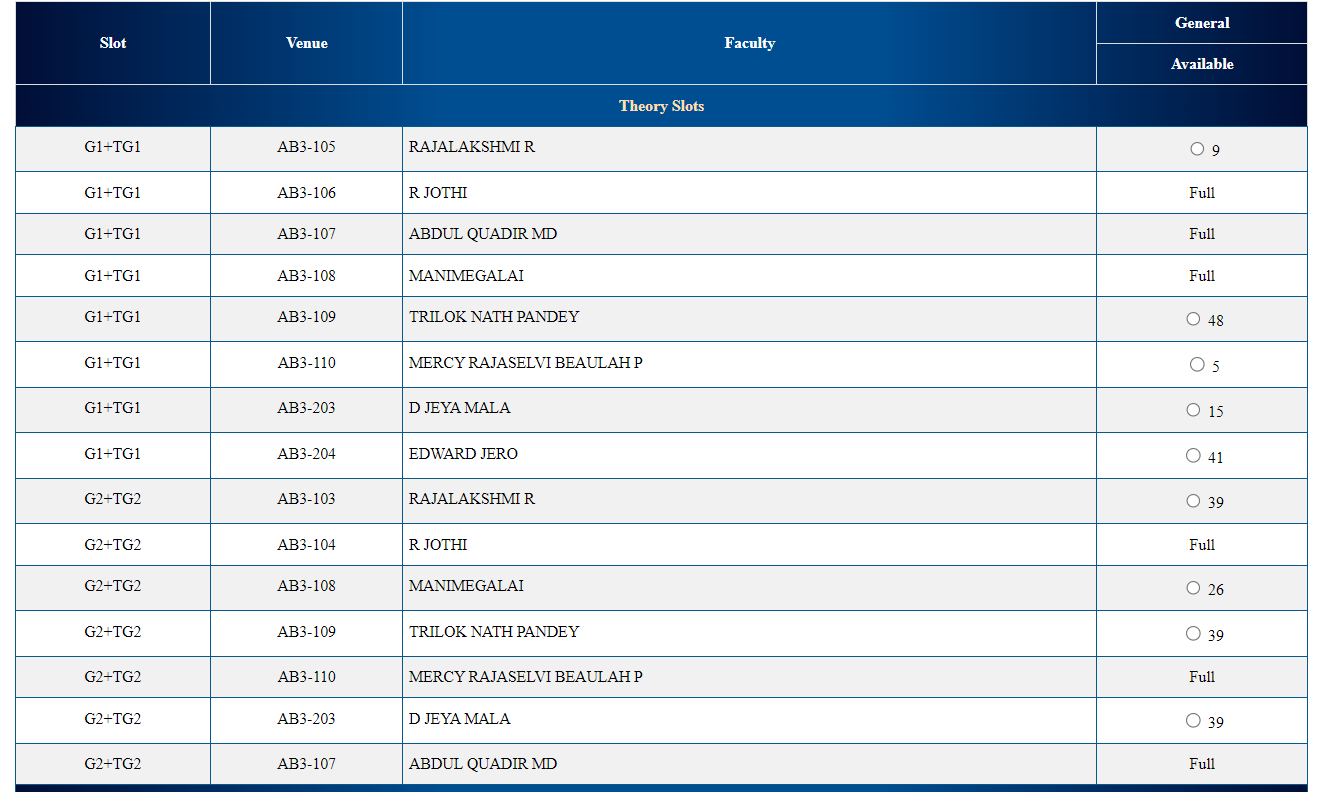 Slot Venue Faculty General
Available
Theory Slots
G1+TG1 AB3-105 RAJALAKSHMI R 9
G1+TG1 AB3-106 R JOTHI Full
G1+TG1 AB3-107 ABDUL QUADIR MD Full
G1+TG1 AB3-108 MANIMEGALAI Full
G1+TG1 AB3-109 TRILOK NATH PANDEY 48
G1+TG1 AB3-110 MERCY RAJASELVI BEAULAH P 5
G1+TG1 AB3-203 D JEYA MALA 15
G1+TG1 AB3-204 EDWARD JERO 41
G2+TG2 AB3-103 RAJALAKSHMI R 39
G2+TG2 AB3-104 R JOTHI Full
G2+TG2 AB3-108 MANIMEGALAI 26
G2+TG2 AB3-109 TRILOK NATH PANDEY 39
G2+TG2 AB3-110 MERCY RAJASELVI BEAULAH P Full
G2+TG2 AB3-203 D JEYA MALA 39
G2+TG2 AB3-107 ABDUL QUADIR MD Full